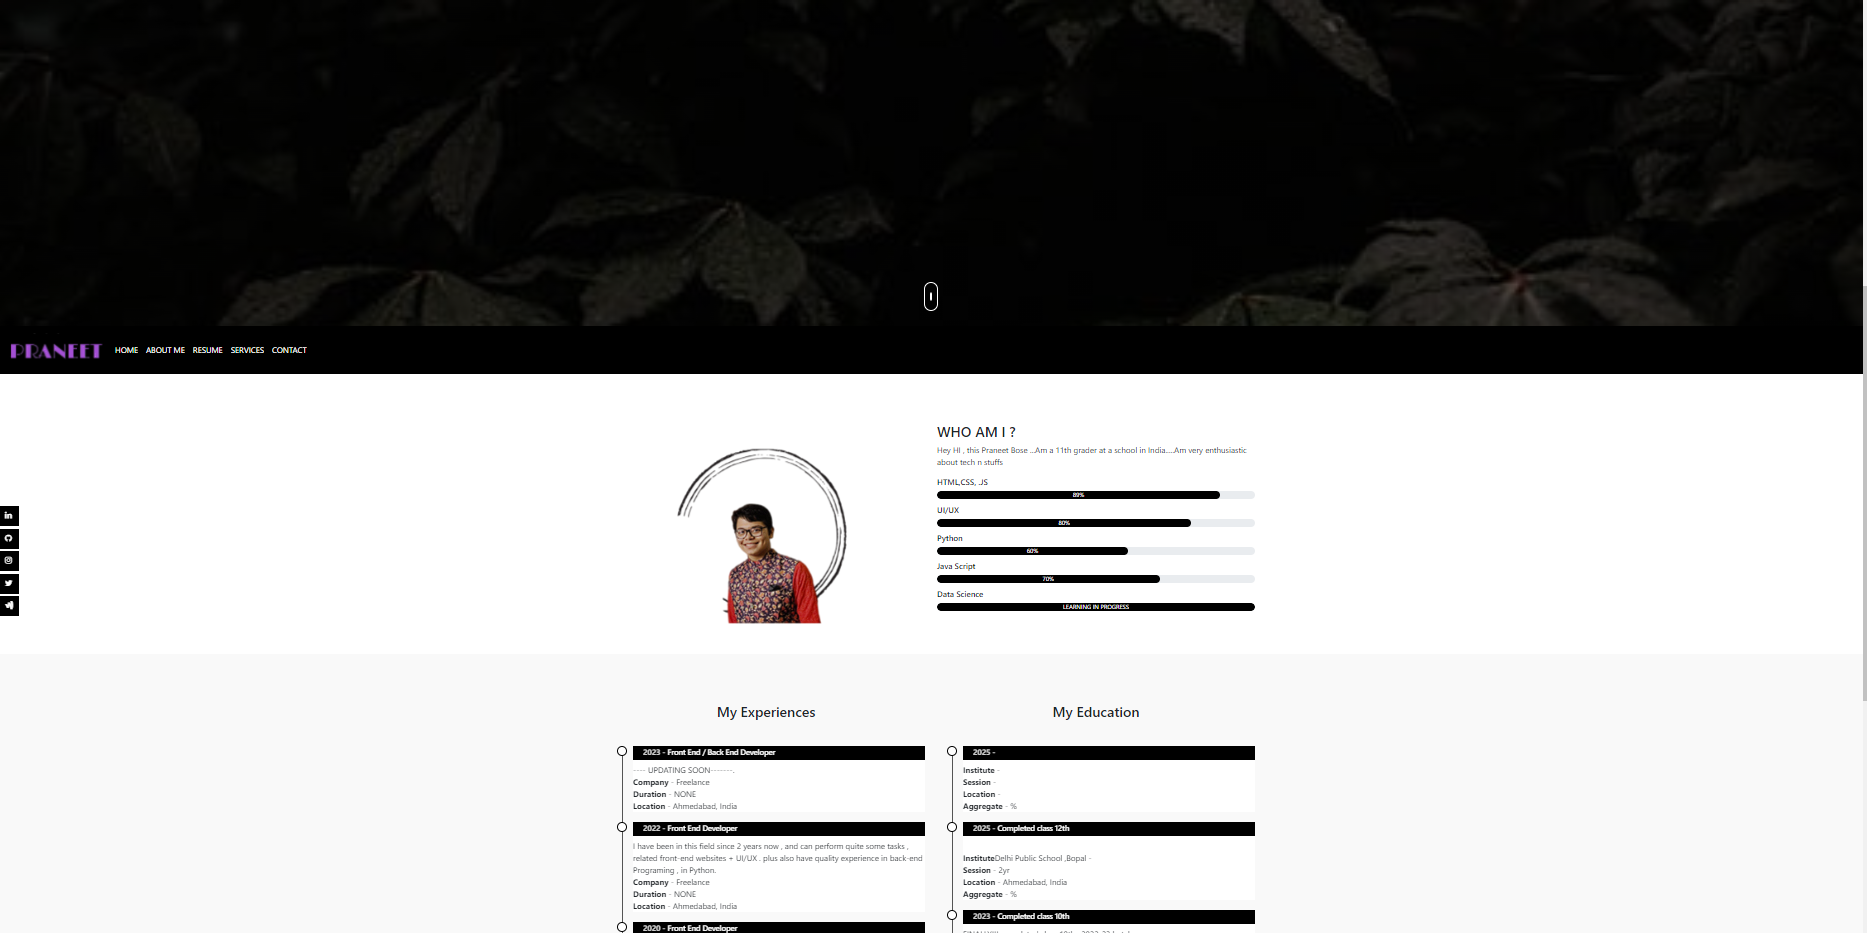 PRANEET HOME ABOUT ME RESUME SERVICES CONTACT
WHO AM I ?
Hey HI , this Praneet Bose ...Am a 11th grader at a school in India....Am very enthusiastic
about tech n stuffs
HTML,CSS, .JS
89%
UI/UX
80%
Python
60%
Java Script
70%
Data Science
LEARNING IN PROGRESS
My Experiences
2023 - Front End / Back End Developer
---- UPDATING SOON-------.
Company - Freelance
Duration - NONE
Location - Ahmedabad, India
2022 - Front End Developer
I have been in this field since 2 years now , and can perform quite some tasks ,
related front-end websites + UI/UX . plus also have quality experience in back-end
Programing , in Python.
Company - Freelance
Duration - NONE
Location - Ahmedabad, India
2020 - Front End Developer
My Education
2025 -
Institute -
Session -
Location -
Aggregate - %
2025 - Completed class 12th
InstituteDelhi Public School ,Bopal -
Session - 2yr
Location - Ahmedabad, India
Aggregate - %
2023 - Completed class 10th